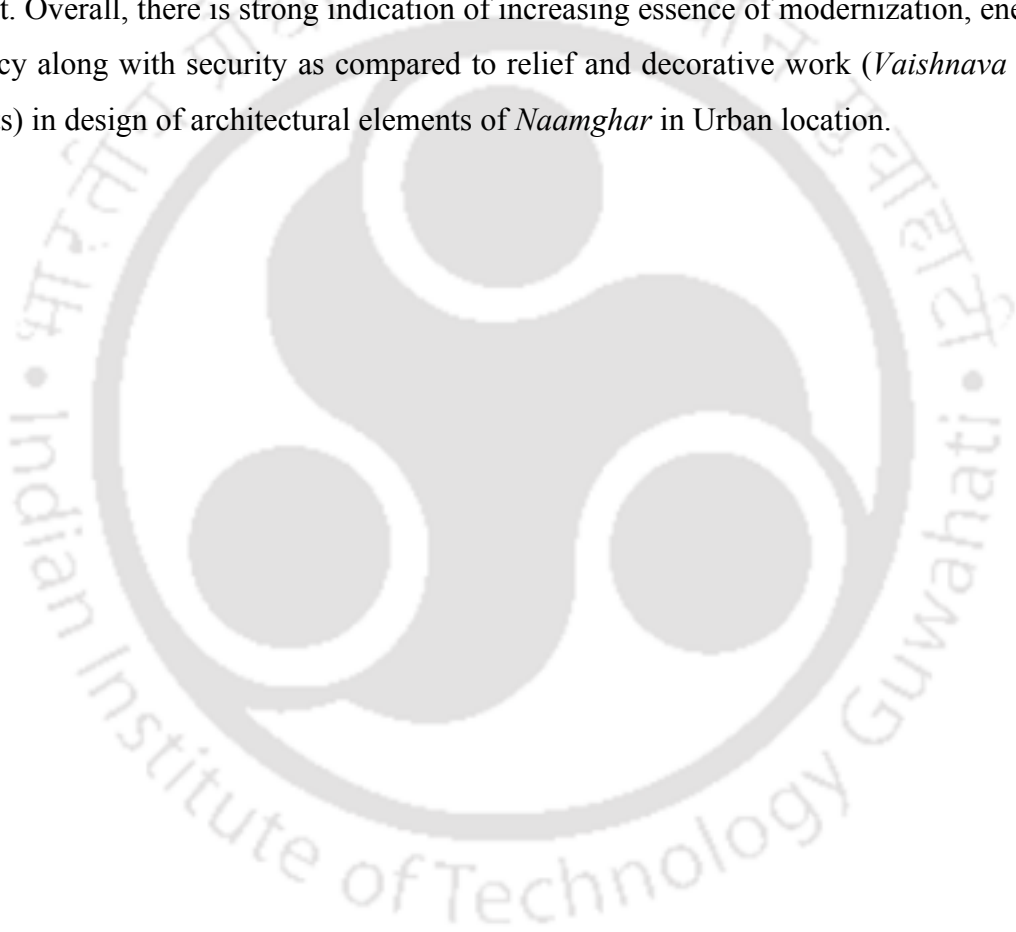 t. Overall, there is strong indication of increasing essence of modernization, ene
cy along with security as compared to relief and decorative work (Vaishnava
s) in design of architectural elements of Naamghar in Urban location.
Indian Institute of Technology Guwahati